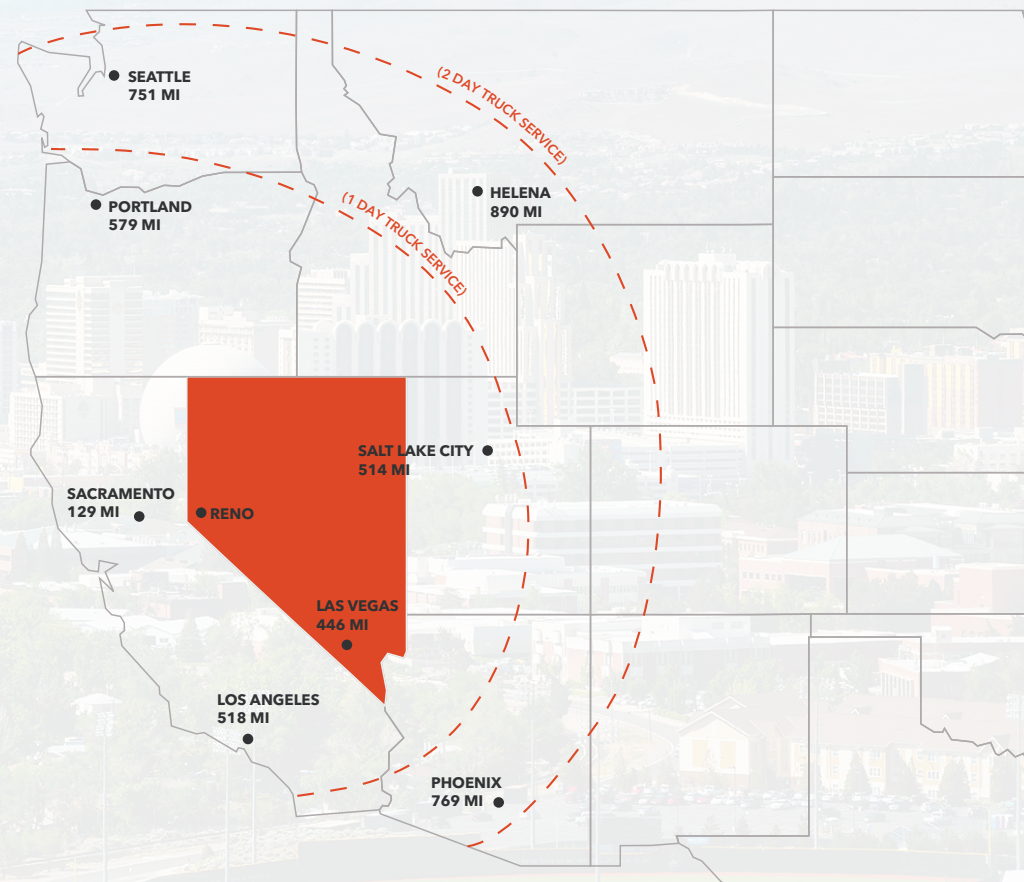 (2 DAY TRUCK SERVICE)
SEATTLE
751 MI
(1 DAY TRUCK SERVICE)
HELENA
890 MI
PORTLAND
579 MI
SALT LAKE CITY
514 MI
SACRAMENTO
129 MI
RENO
LAS VEGAS
446 MI
LOS ANGELES
518 MI
PHOENIX
769 MI